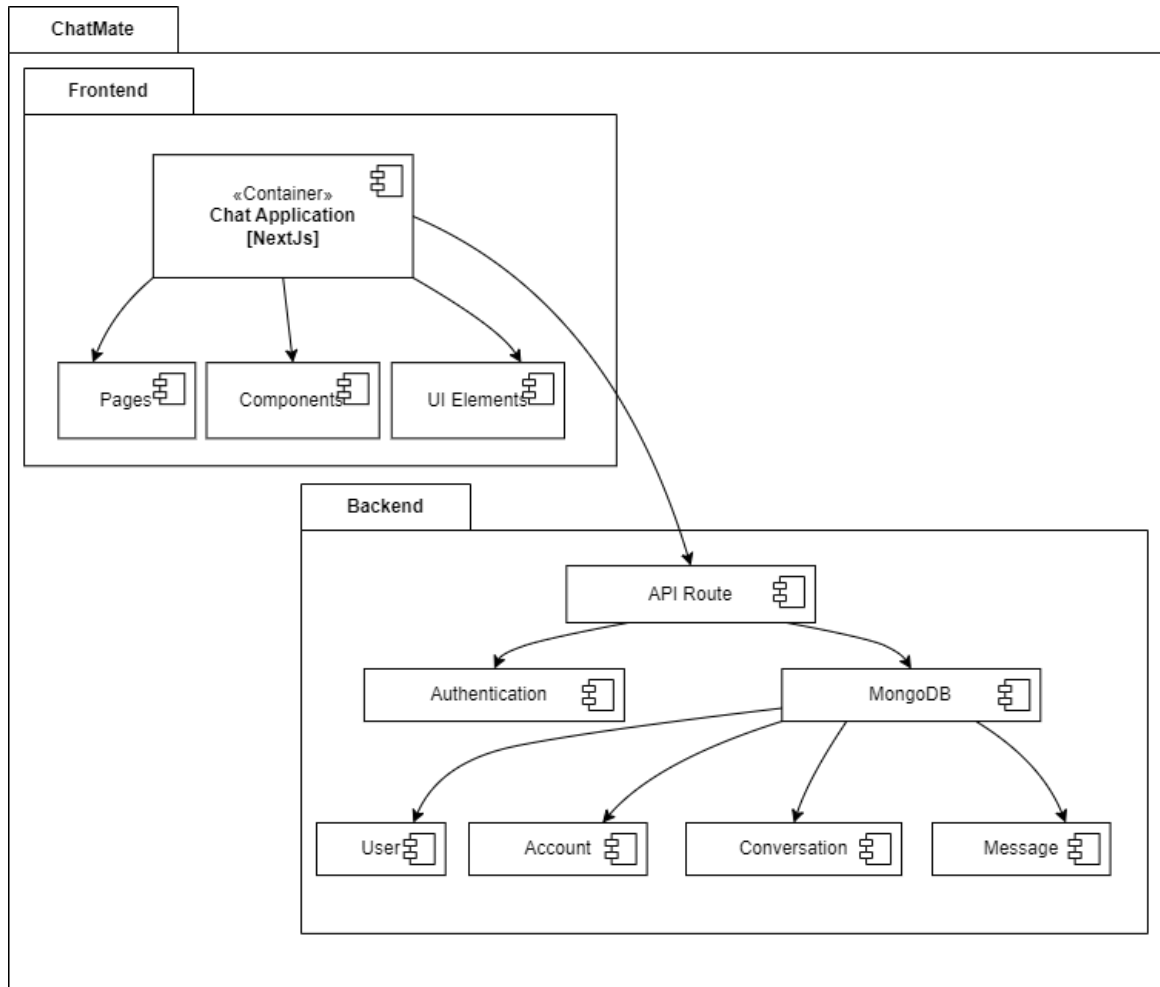 ChatMate
Frontend
«Container»
Chat Application
[NextJs]
Pages
Components
UI Elements
Backend
API Route
Authentication
MongoDB
User
Account
Conversation
Message